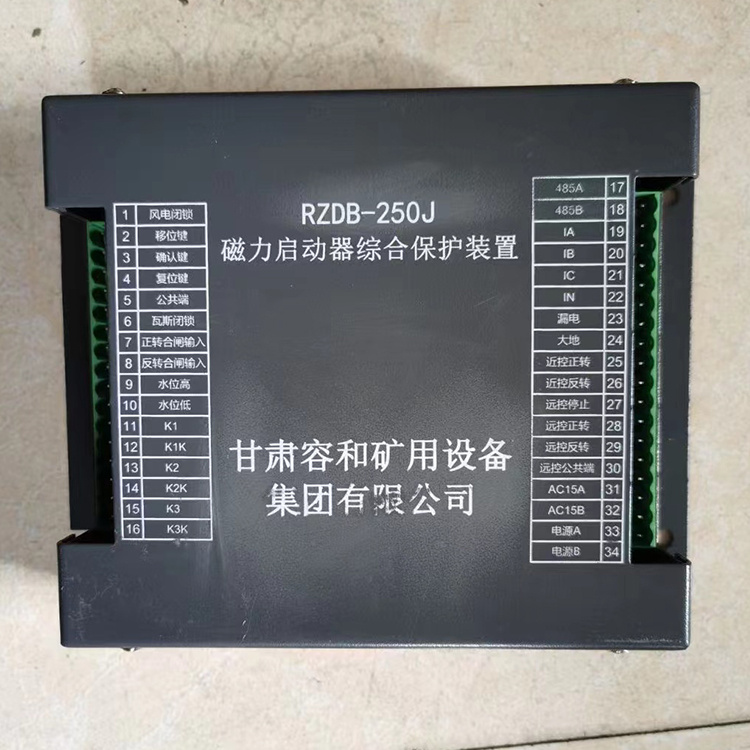 RZDB-250J
磁力启动器综合保护装置
甘肃容和矿用设备
集团有限公司
1 风电闭锁
2 移位键
3 确认键
4 复位键
5 公共端
6 瓦斯闭锁
7 正转合闸输入
8 反转合闸输入
9 水位高
10 水位低
11 K1
12 K1K
13 K2
14 K2K
15 K3
16 K3K
485A 17
485B 18
IA 19
IB 20
IC 21
IN 22
漏电 23
大地 24
近控正转 25
近控反转 26
远控停止 27
远控正转 28
远控反转 29
远控公共端 30
AC15A 31
AC15B 32
电源A 33
电源B 34